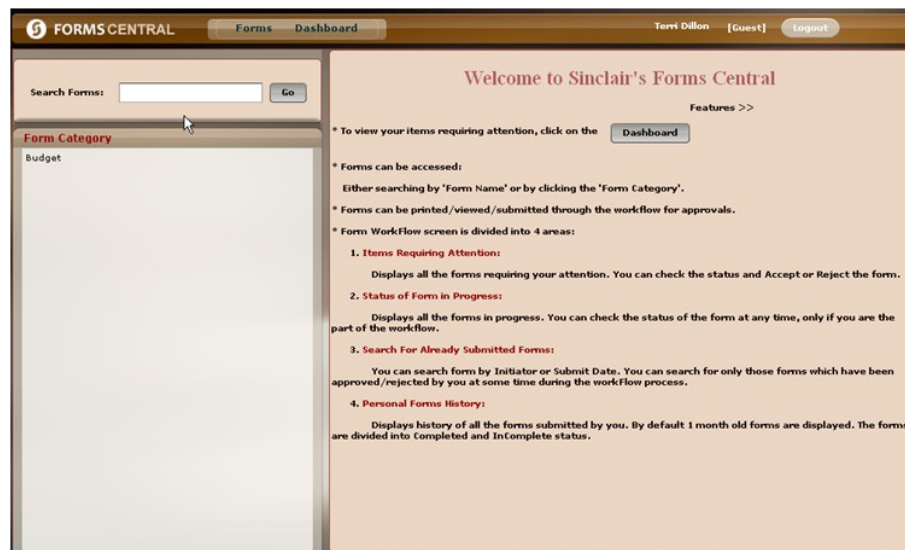 FORMS CENTRAL
Forms Dashboard
Terri Dillon [Guest] Logout
Search Forms: Go
Form Category
Budget
Welcome to Sinclair's Forms Central
Features >>
* To view your items requiring attention, click on the Dashboard
* Forms can be accessed:
Either searching by 'Form Name' or by clicking the 'Form Category'.
* Forms can be printed/viewed/submitted through the workflow for approvals.
* Form WorkFlow screen is divided into 4 areas:
1. Items Requiring Attention:
Displays all the forms requiring your attention. You can check the status and Accept or Reject the form.
2. Status of Form in Progress:
Displays all the forms in progress. You can check the status of the form at any time, only if you are the
part of the workflow.
3. Search For Already Submitted Forms:
You can search form by Initiator or Submit Date. You can search for only those forms which have been
approved/rejected by you at some time during the workFlow process.
4. Personal Forms History:
Displays history of all the forms submitted by you. By default 1 month old forms are displayed. The forms
are divided into Completed and InComplete status.